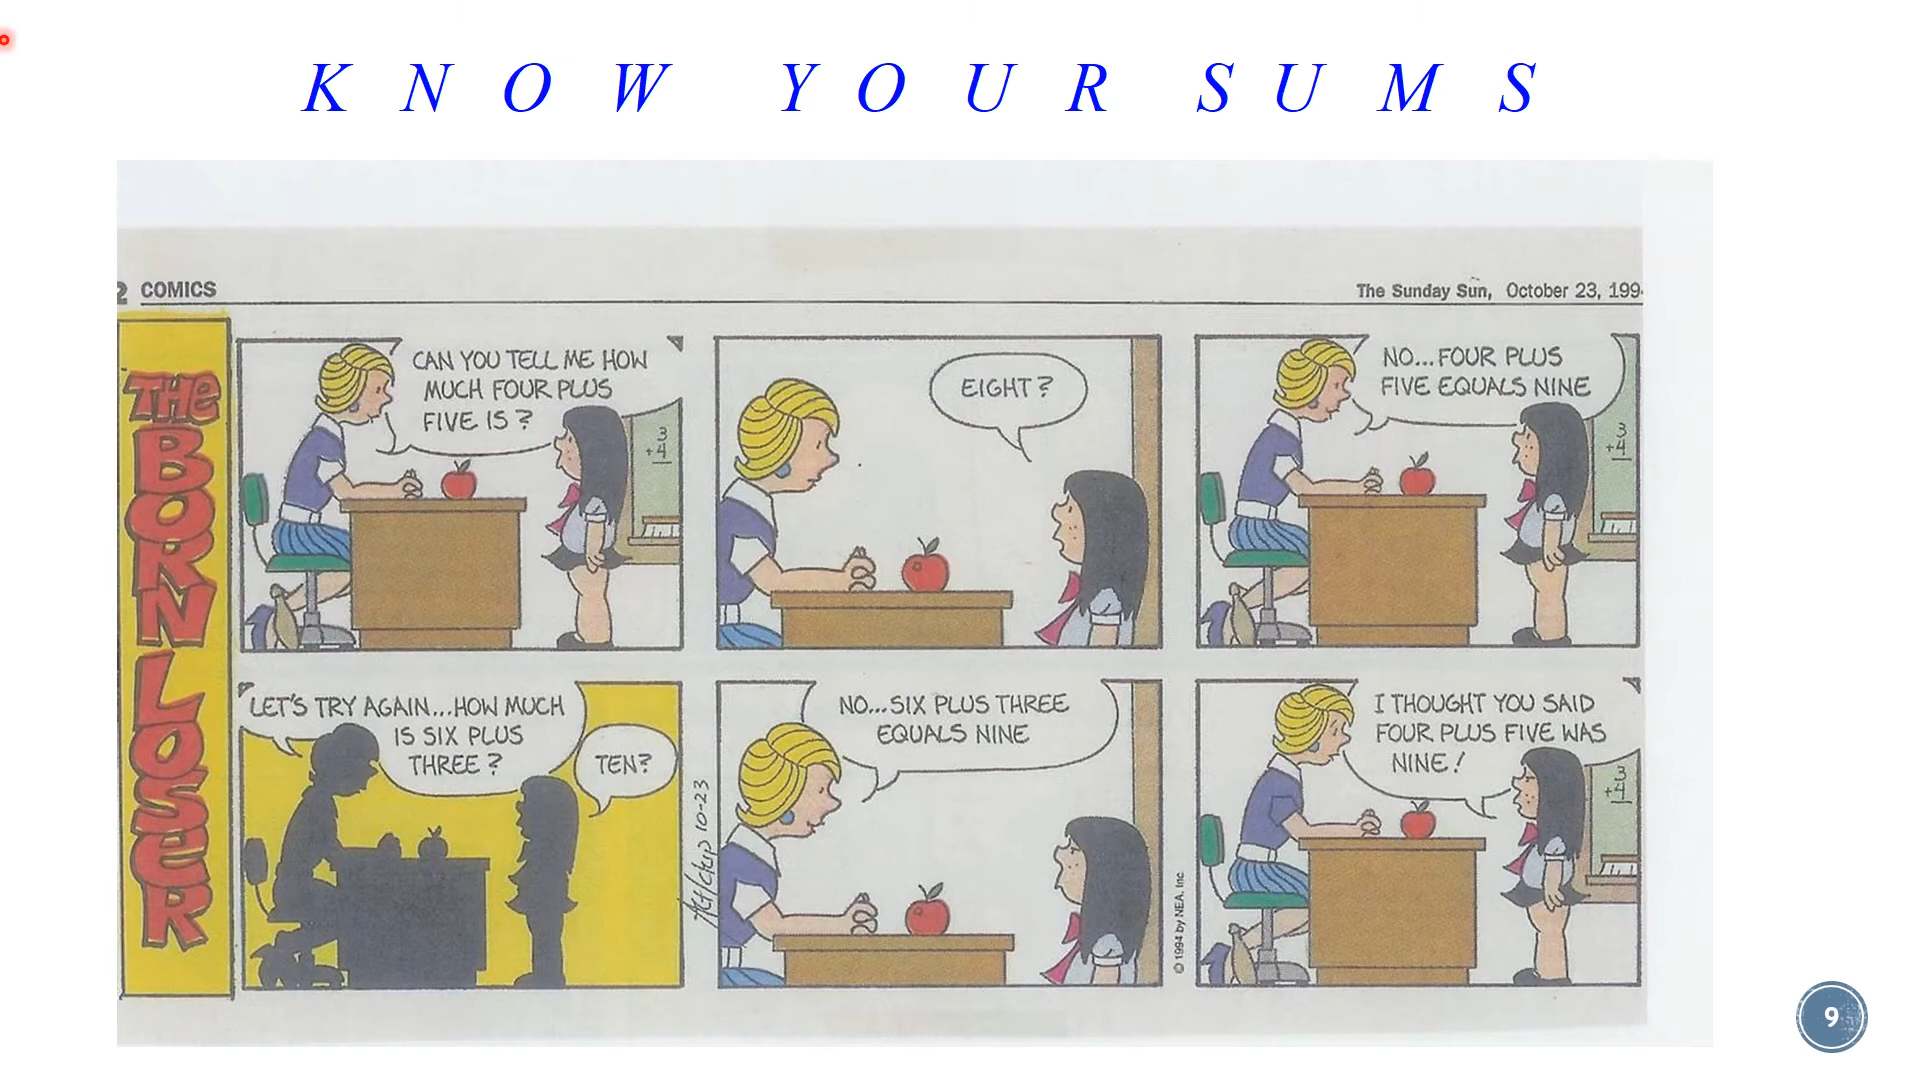 KNOW YOUR SUMS
COMICS
The Sunday Sun, October 23, 199
THE
BORN
LOSER
CAN YOU TELL ME HOW
MUCH FOUR PLUS
FIVE IS?
3
+4
EIGHT?
NO...FOUR PLUS
FIVE EQUALS NINE
3
+4
LET'S TRY AGAIN...HOW MUCH
IS SIX PLUS
THREE?
TEN?
10-23
NO...SIX PLUS THREE
EQUALS NINE
© 1994 by NEA, Inc.
I THOUGHT YOU SAID
FOUR PLUS FIVE WAS
NINE!
3
+4
9